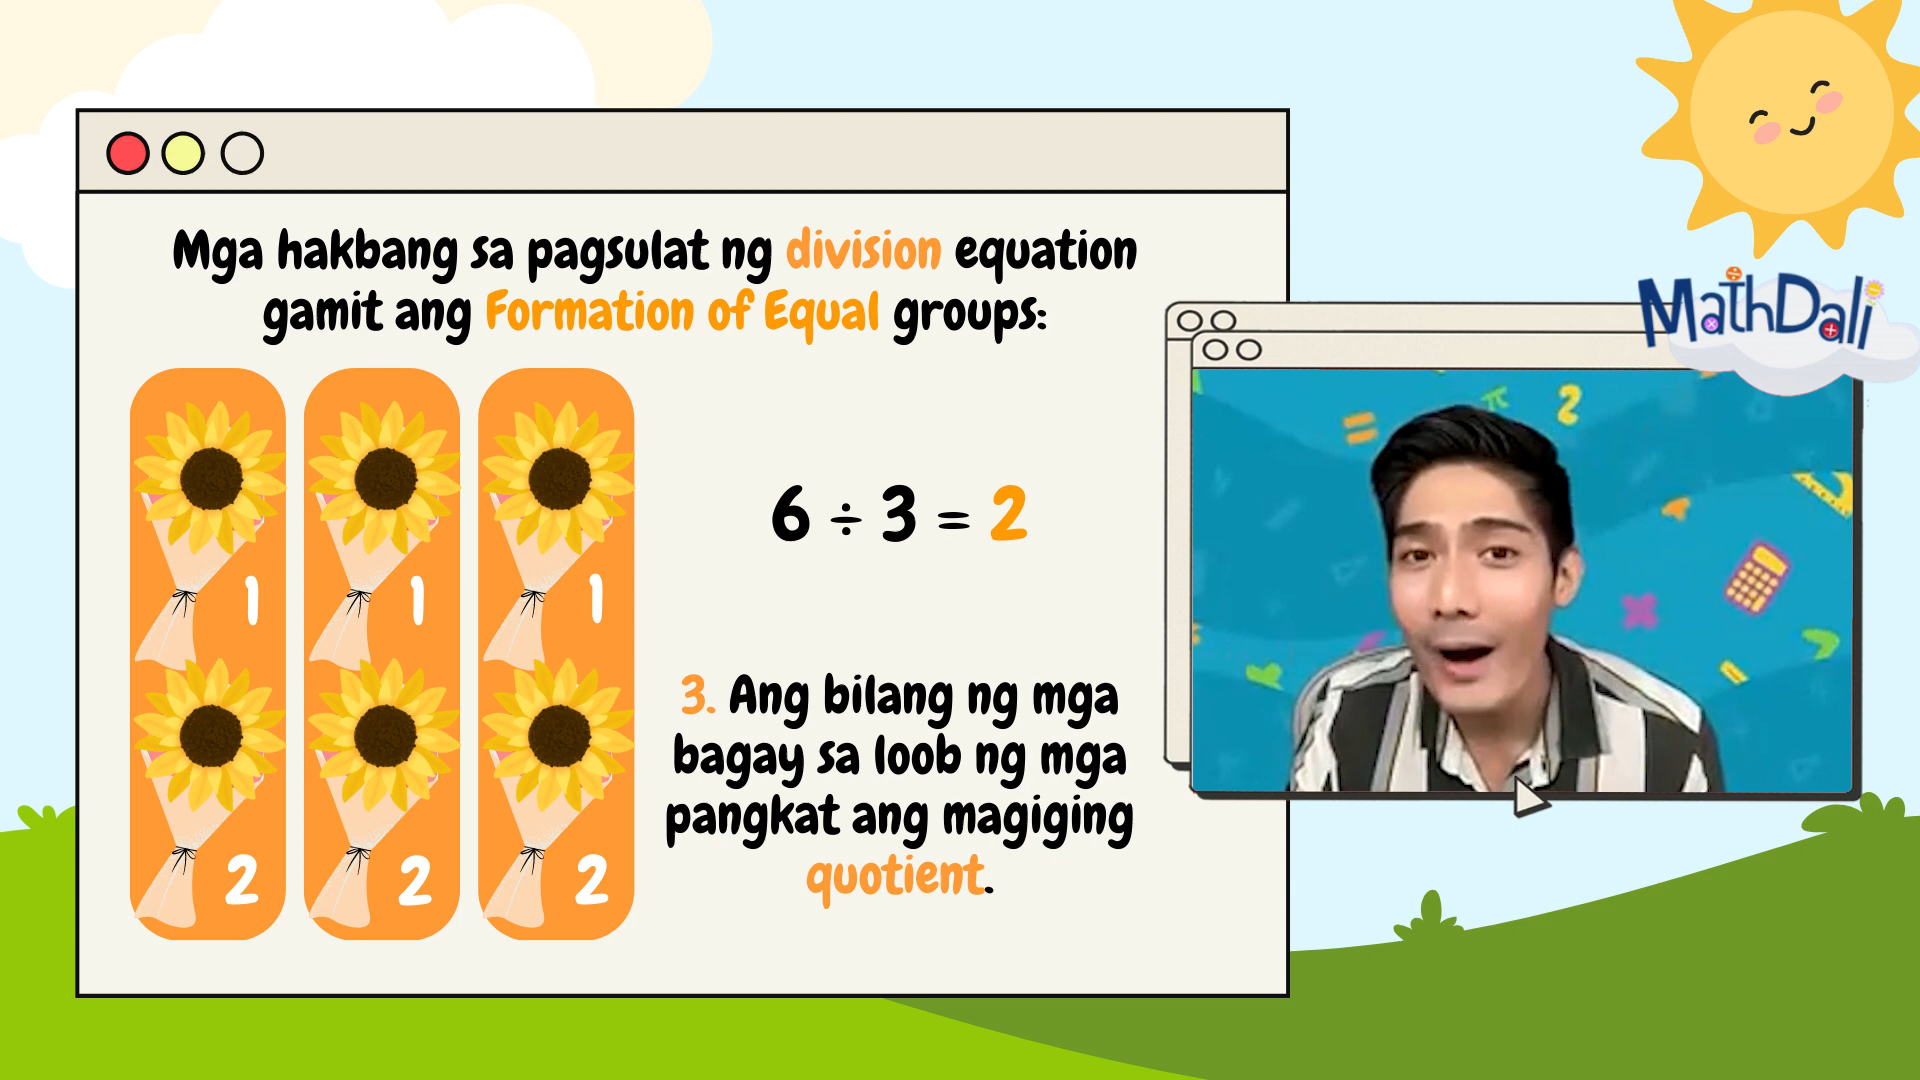 Mga hakbang sa pagsulat ng division equation
gamit ang Formation of Equal groups:
MathDali
1 1 1
2 2 2
6 ÷ 3 = 2
3. Ang bilang ng mga
bagay sa loob ng mga
pangkat ang magiging
quotient.
2
=
π